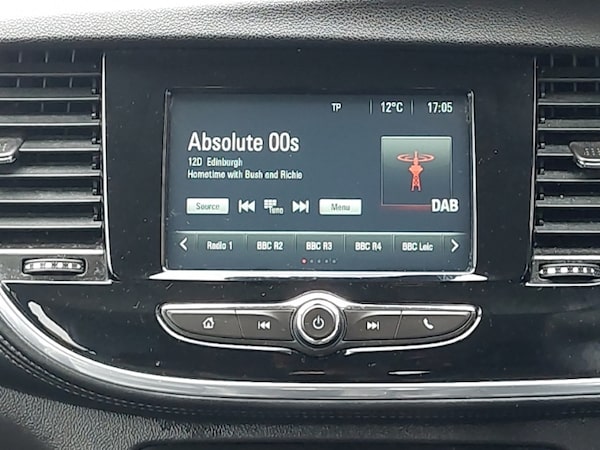 TP 12°C 17:05
Absolute 00s
12D Edinburgh
Hometime with Bush and Richie
DAB
Source Tune Menu
Radio 1 BBC R2 BBC R3 BBC R4 BBC Leic